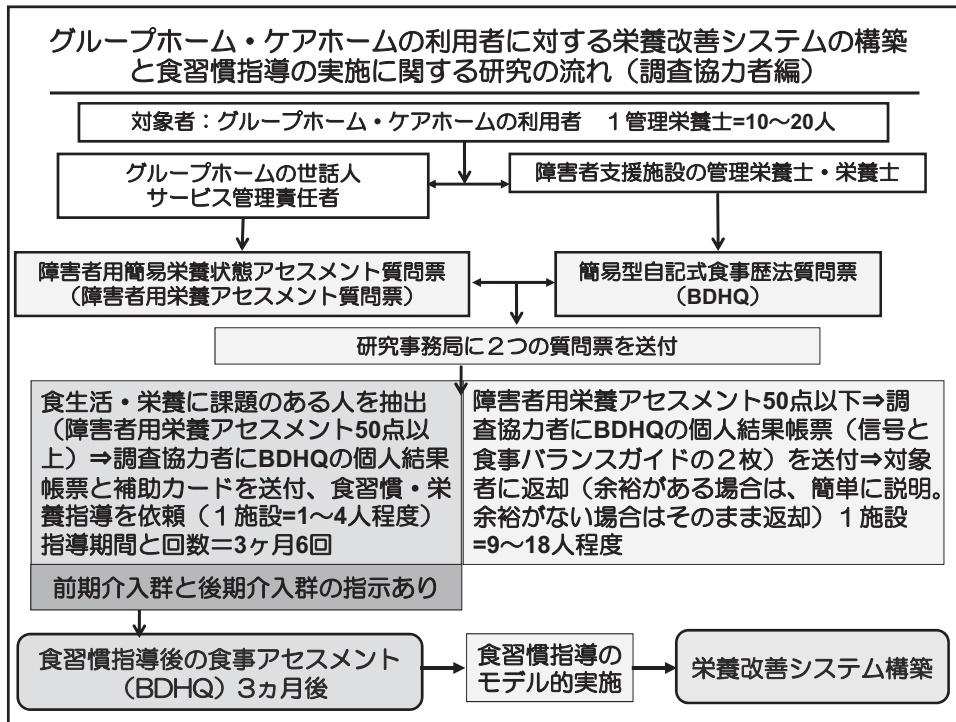 グループホーム・ケアホームの利用者に対する栄養改善システムの構築
と食習慣指導の実施に関する研究の流れ（調査協力者編）
対象者：グループホーム・ケアホームの利用者　１管理栄養士=10～20人
グループホームの世話人
サービス管理責任者
障害者支援施設の管理栄養士・栄養士
障害者用簡易栄養状態アセスメント質問票
（障害者用栄養アセスメント質問票）
簡易型自記式食事歴法質問票
（BDHQ）
研究事務局に２つの質問票を送付
食生活・栄養に課題のある人を抽出
（障害者用栄養アセスメント50点以
上）⇒調査協力者にBDHQの個人結果
帳票と補助カードを送付、食習慣・栄
養指導を依頼（１施設=1～4人程度）
指導期間と回数＝3ヶ月6回
障害者用栄養アセスメント50点以下⇒調
査協力者にBDHQの個人結果帳票（信号と
食事バランスガイドの２枚）を送付⇒対象
者に返却（余裕がある場合は、簡単に説明。
余裕がない場合はそのまま返却）１施設
=9～18人程度
前期介入群と後期介入群の指示あり
食習慣指導後の食事アセスメント
（BDHQ）３ヵ月後
食習慣指導の
モデル的実施
栄養改善システム構築